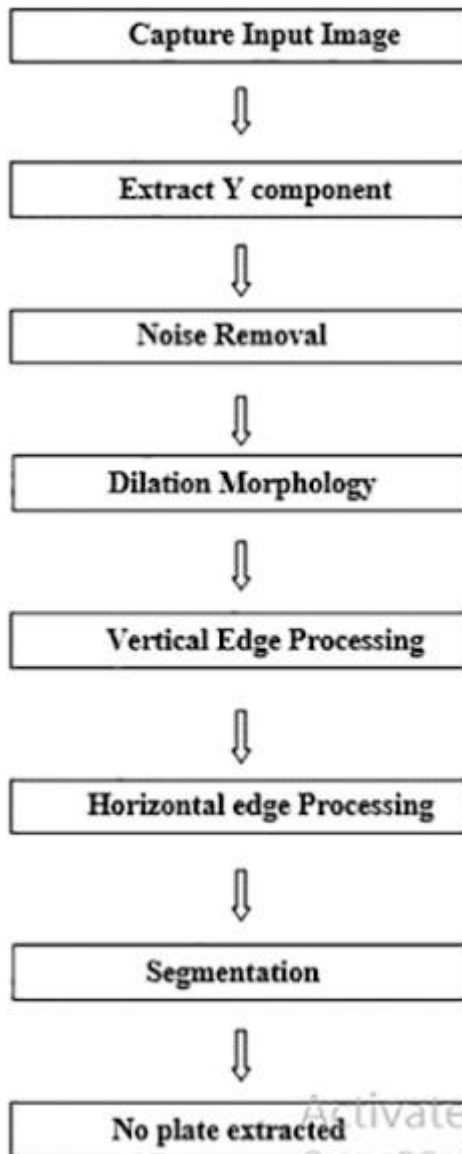 Capture Input Image
Extract Y component
Noise Removal
Dilation Morphology
Vertical Edge Processing
Horizontal edge Processing
Segmentation
Activate
No plate extracted